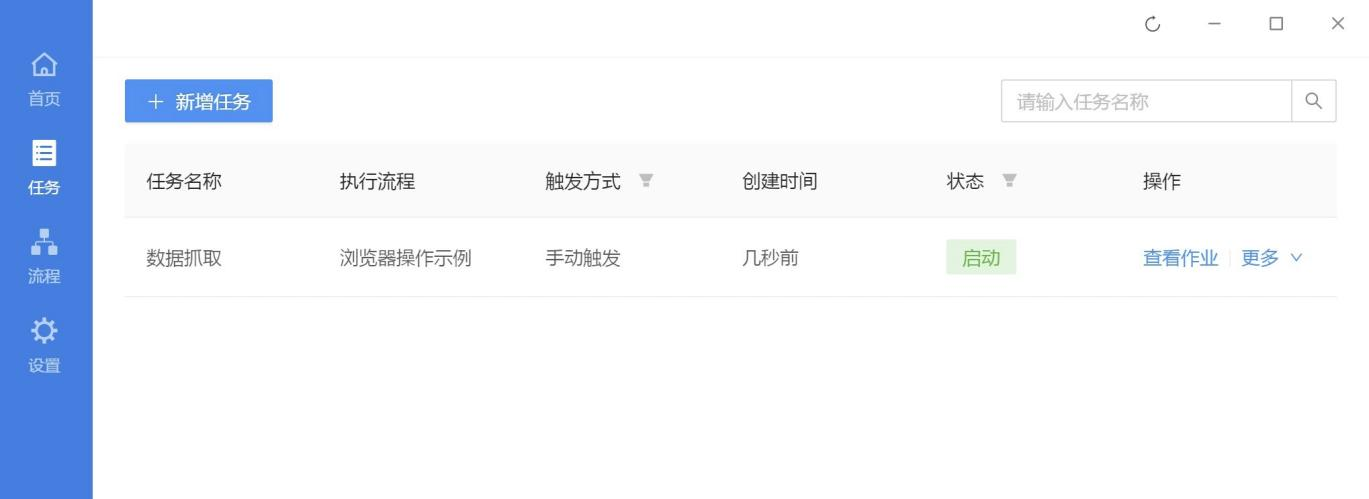 首页
任务
流程
设置
新增任务
请输入任务名称
任务名称 执行流程 触发方式 创建时间 状态 操作
数据抓取 浏览器操作示例 手动触发 几秒前 启动 查看作业 更多